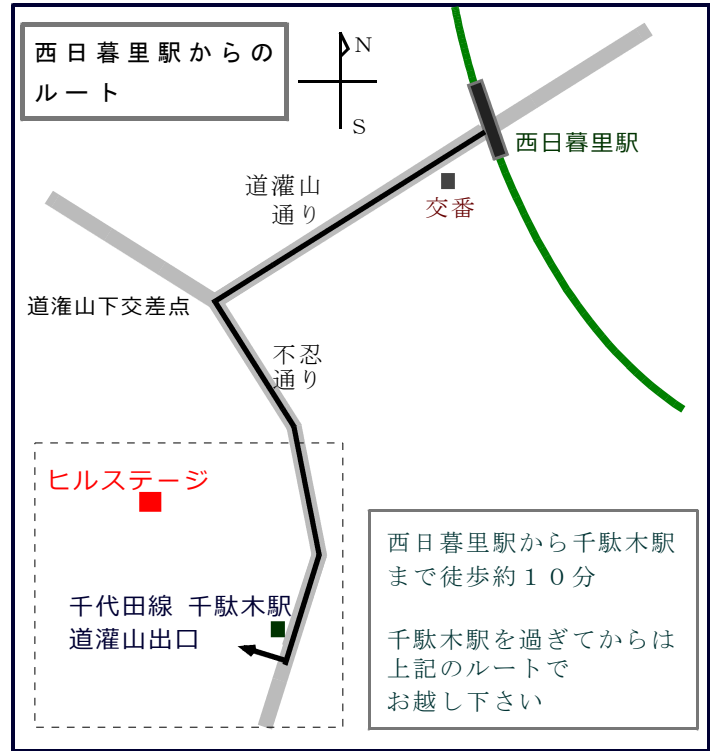 西日暮里駅からの
ルート
N
S
西日暮里駅
道灌山
通り
交番
道潅山下交差点
不忍
通り
ヒルステージ
千代田線 千駄木駅
道灌山出口
西日暮里駅から千駄木駅
まで徒歩約１０分
千駄木駅を過ぎてからは
上記のルートで
お越し下さい